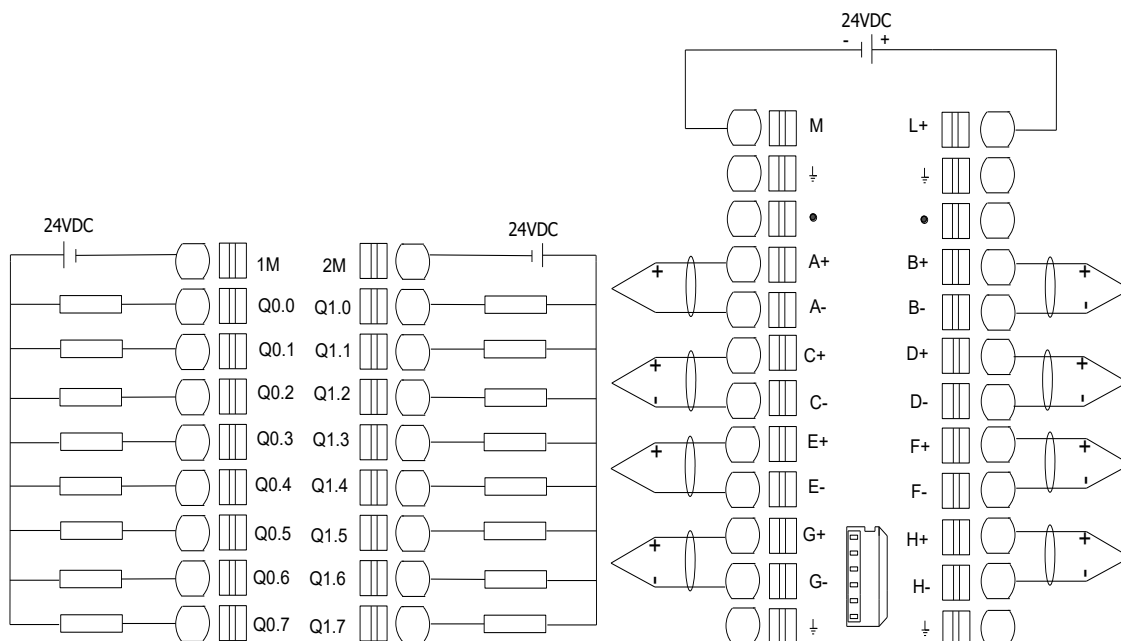 24VDC
- +
M L+
24VDC
24VDC
1M 2M
Q0.0 Q1.0
Q0.1 Q1.1
Q0.2 Q1.2
Q0.3 Q1.3
Q0.4 Q1.4
Q0.5 Q1.5
Q0.6 Q1.6
Q0.7 Q1.7
+ A+ B+ +
A- B- -
+ C+ D+ +
- C- D- -
+ E+ F+ +
E- F- -
+ G+ H+ +
- G- H- -